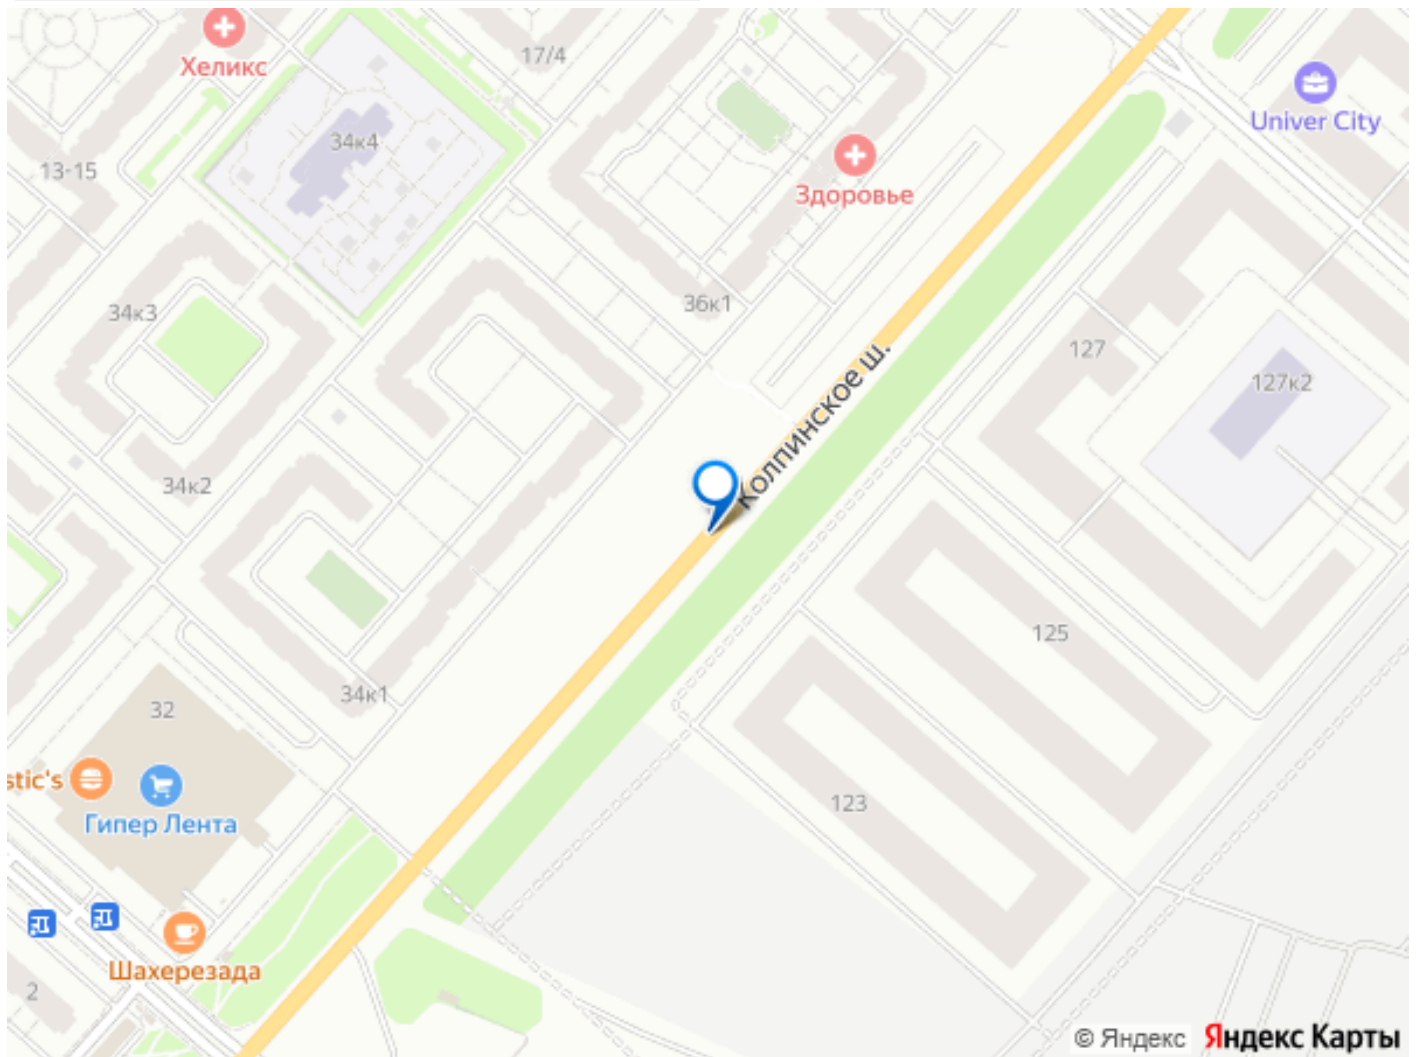 Хеликс
17/4
Univer City
34к4
13-15
Здоровье
34к3
36к1
127
127к2
Колпинское ш.
34к2
125
34к1
32
stic's
Гипер Лента
123
Шахерезада
2
© Яндекс Яндекс Карты